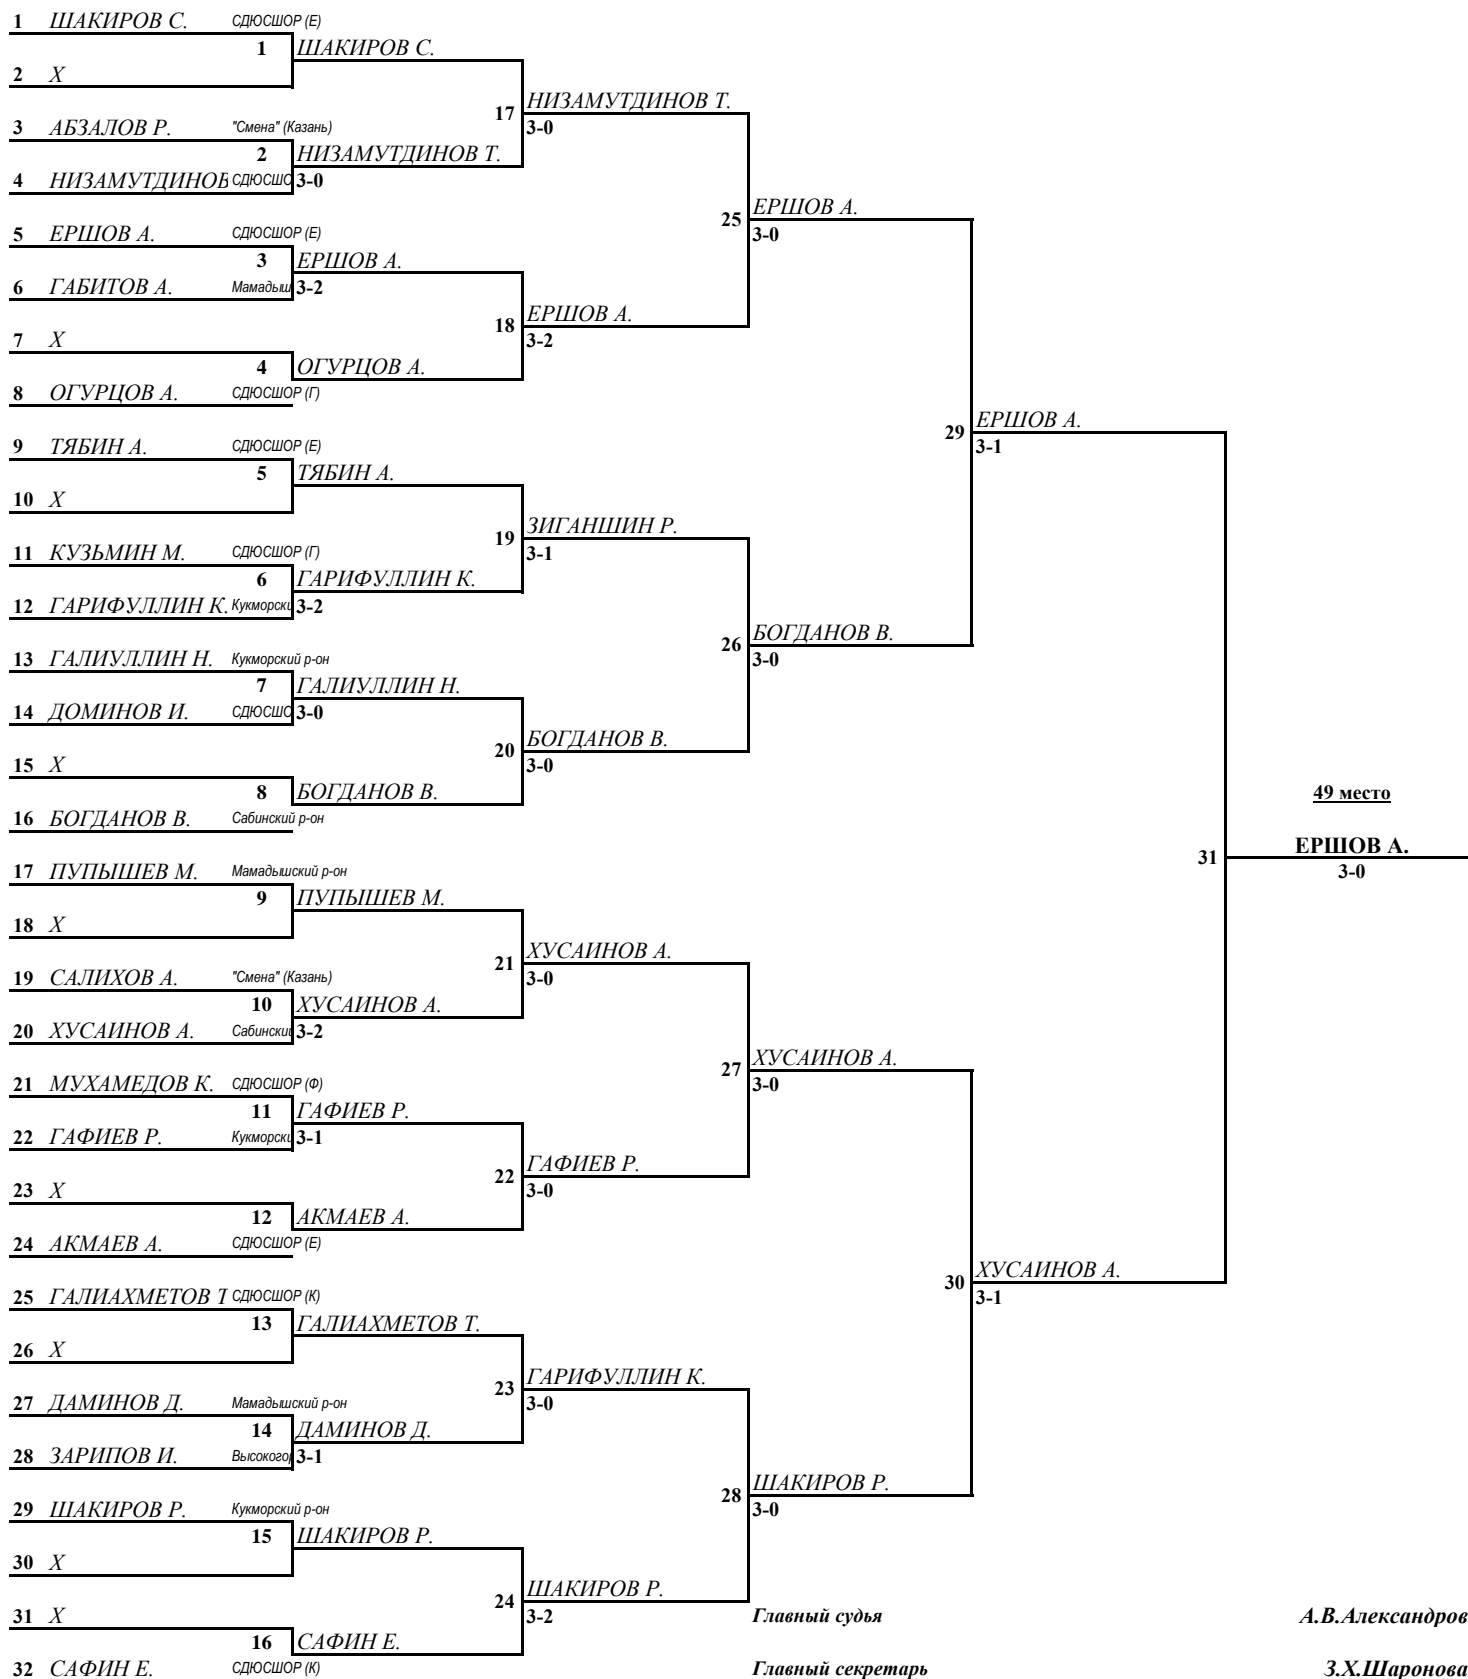 1 ШАКИРОВ С. СДЮСШОР (Е)
1 ШАКИРОВ С.
2 Х
17 НИЗАМУТДИНОВ Т.
3 АБЗАЛОВ Р. "Смена" (Казань) 3-0
2 НИЗАМУТДИНОВ Т.
4 НИЗАМУТДИНОВ СДЮСШО 3-0
25 ЕРШОВ А.
5 ЕРШОВ А. СДЮСШОР (Е) 3-0
3 ЕРШОВ А.
6 ГАБИТОВ А. Мамадыш 3-2
18 ЕРШОВ А.
7 Х 3-2
4 ОГУРЦОВ А.
8 ОГУРЦОВ А. СДЮСШОР (Г)
29 ЕРШОВ А.
9 ТЯБИН А. СДЮСШОР (Е) 3-1
5 ТЯБИН А.
10 Х
19 ЗИГАНШИН Р.
11 КУЗЬМИН М. СДЮСШОР (Г) 3-1
6 ГАРИФУЛЛИН К.
12 ГАРИФУЛЛИН К. Кукморски 3-2
26 БОГДАНОВ В.
13 ГАЛИУЛЛИН Н. Кукморский р-он 3-0
7 ГАЛИУЛЛИН Н.
14 ДОМИНОВ И. СДЮСШО 3-0
20 БОГДАНОВ В.
15 Х 3-0
8 БОГДАНОВ В. 49 место
16 БОГДАНОВ В. Сабинский р-он
31 ЕРШОВ А.
17 ПУПЫШЕВ М. Мамадышский р-он 3-0
9 ПУПЫШЕВ М.
18 Х
21 ХУСАИНОВ А.
19 САЛИХОВ А. "Смена" (Казань) 3-0
10 ХУСАИНОВ А.
20 ХУСАИНОВ А. Сабински 3-2
27 ХУСАИНОВ А.
21 МУХАМЕДОВ К. СДЮСШОР (Ф) 3-0
11 ГАФИЕВ Р.
22 ГАФИЕВ Р. Кукморски 3-1
22 ГАФИЕВ Р.
23 Х 3-0
12 АКМАЕВ А.
24 АКМАЕВ А. СДЮСШОР (Е)
30 ХУСАИНОВ А.
25 ГАЛИАХМЕТОВ Т СДЮСШОР (К) 3-1
13 ГАЛИАХМЕТОВ Т.
26 Х
23 ГАРИФУЛЛИН К.
27 ДАМИНОВ Д. Мамадышский р-он 3-0
14 ДАМИНОВ Д.
28 ЗАРИПОВ И. Высокого 3-1
28 ШАКИРОВ Р.
29 ШАКИРОВ Р. Кукморский р-он 3-0
15 ШАКИРОВ Р.
30 Х
24 ШАКИРОВ Р.
31 Х 3-2 Главный судья А.В.Александров
16 САФИН Е.
32 САФИН Е. СДЮСШОР (К) Главный секретарь З.Х.Шаронова